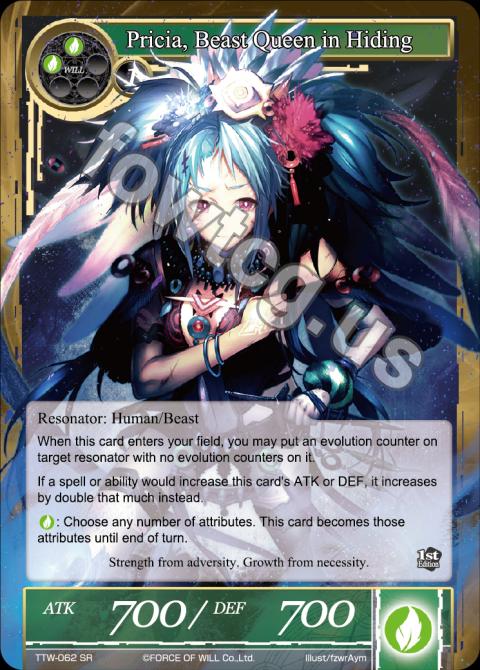 Pricia, Beast Queen in Hiding
WILL
fowtcg.us
Resonator: Human/Beast
When this card enters your field, you may put an evolution counter on
target resonator with no evolution counters on it.
If a spell or ability would increase this card's ATK or DEF, it increases
by double that much instead.
: Choose any number of attributes. This card becomes those
attributes until end of turn.
Strength from adversity. Growth from necessity.
1st
Edition
ATK 700 / DEF 700
TTW-062 SR ©FORCE OF WILL Co.,Ltd. Illust/fzwrAym